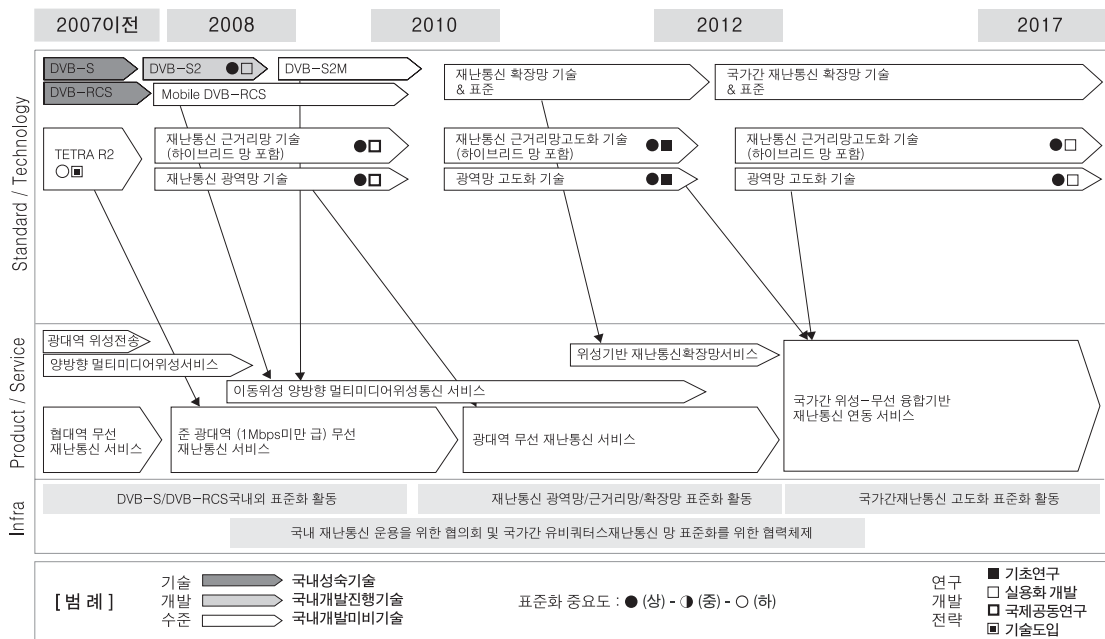 2007이전
2008
2010
2012
2017
Standard / Technology
DVB-S
DVB-S2
DVB-S2M
DVB-RCS
Mobile DVB-RCS
재난통신 확장망 기술
& 표준
국가간 재난통신 확장망 기술
& 표준
TETRA R2
재난통신 근거리망 기술
(하이브리드 망 포함)
재난통신 광역망 기술
재난통신 근거리망고도화 기술
(하이브리드 망 포함)
광역망 고도화 기술
재난통신 근거리망고도화 기술
(하이브리드 망 포함)
광역망 고도화 기술
Product / Service
광대역 위성전송
양방향 멀티미디어위성서비스
위성기반 재난통신확장망서비스
이동위성 양방향 멀티미디어위성통신 서비스
협대역 무선
재난통신 서비스
준 광대역 (1Mbps미만 급) 무선
재난통신 서비스
광대역 무선 재난통신 서비스
국가간 위성-무선 융합기반
재난통신 연동 서비스
Infra
DVB-S/DVB-RCS국내외 표준화 활동
재난통신 광역망/근거리망/확장망 표준화 활동
국가간재난통신 고도화 표준화 활동
국내 재난통신 운용을 위한 협의회 및 국가간 유비쿼터스재난통신 망 표준화를 위한 협력체제
[ 범 례 ]
기술
개발
수준
국내성숙기술
국내개발진행기술
국내개발미비기술
표준화 중요도 : ● (상) - ◑ (중) - ○ (하)
연구
개발
전략
■ 기초연구
□ 실용화 개발
□ 국제공동연구
▣ 기술도입